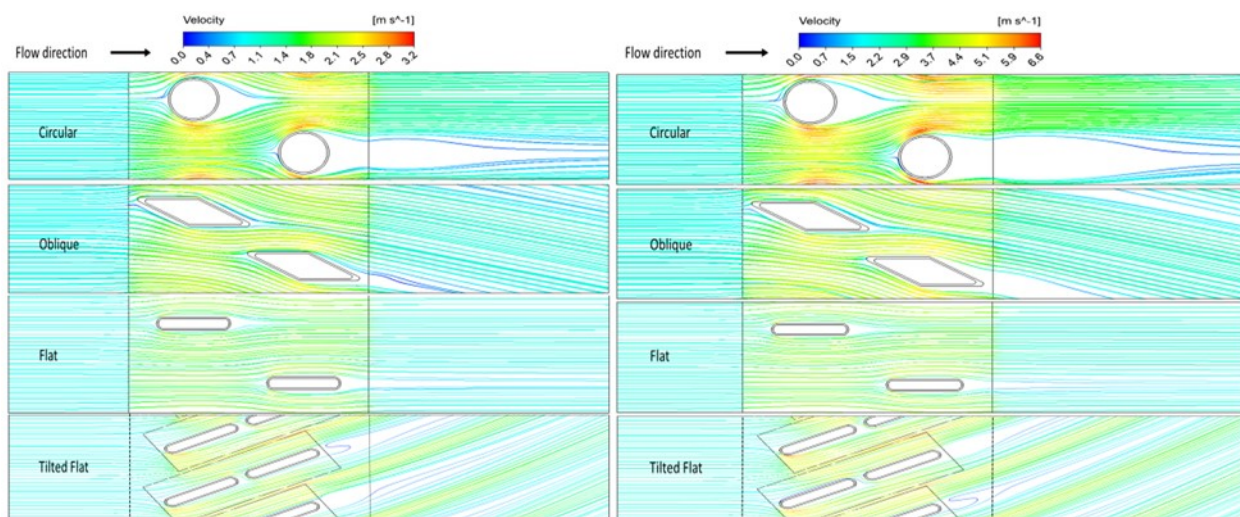 Velocity [m s^-1]
Flow direction
0.0 0.4 0.7 1.1 1.4 1.8 2.1 2.5 2.8 3.2
Circular
Oblique
Flat
Tilted Flat
Velocity [m s^-1]
Flow direction
0.0 0.7 1.5 2.2 2.9 3.7 4.4 5.1 5.9 6.6
Circular
Oblique
Flat
Tilted Flat